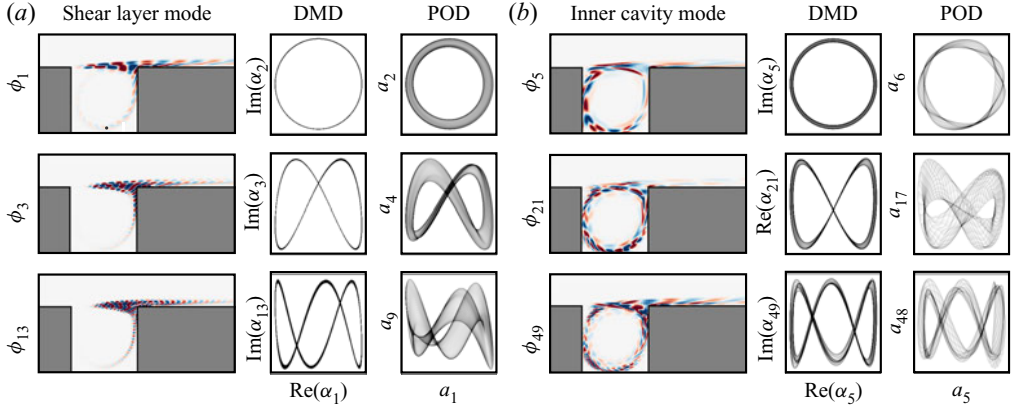 (a) Shear layer mode DMD POD (b) Inner cavity mode DMD POD
ϕ1 Im(α2) a2 ϕ5 Im(α5) a6
ϕ3 Im(α3) a4 ϕ21 Re(α21) a17
ϕ13 Im(α13) a9 ϕ49 Im(α49) a48
Re(α1) a1 Re(α5) a5